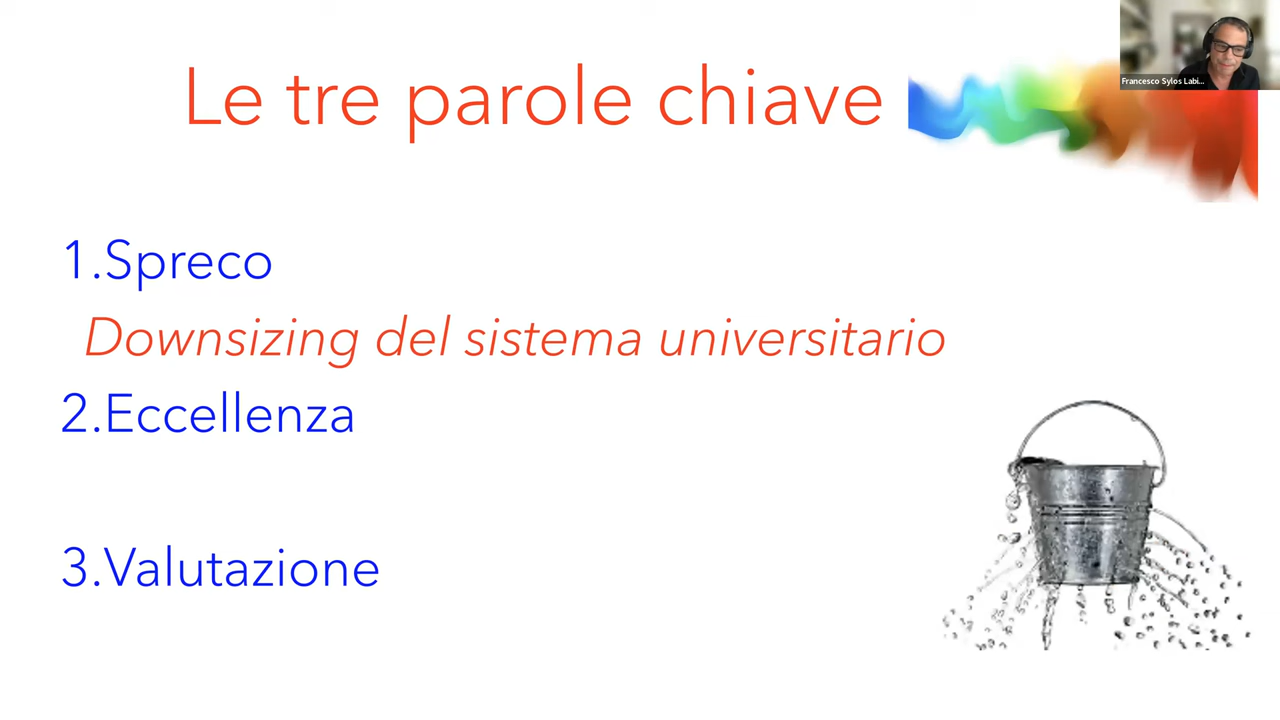 Le tre parole chiave
Francesco Sylos Labi...
1.Spreco
Downsizing del sistema universitario
2.Eccellenza
3.Valutazione